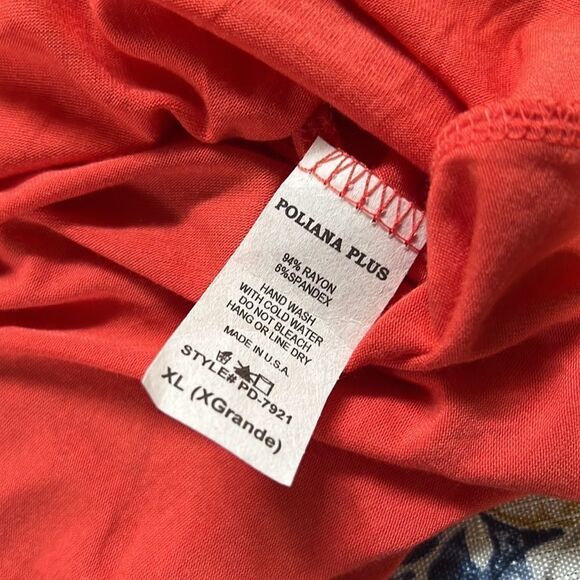 POLIANA PLUS
94% RAYON
6%SPANDEX
HAND WASH
WITH COLD WATER
DO NOT BLEACH
HANG OR LINE DRY
MADE IN U.S.A.
STYLE# PD-7921
XL (XGrande)